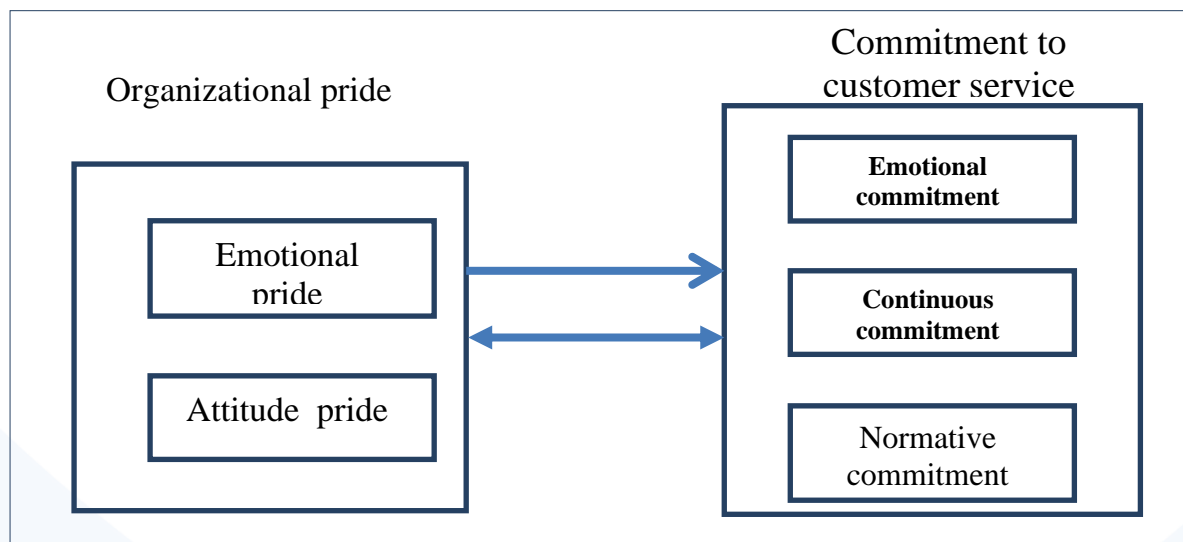 Organizational pride
Emotional
pride
Attitude pride
Commitment to
customer service
Emotional
commitment
Continuous
commitment
Normative
commitment